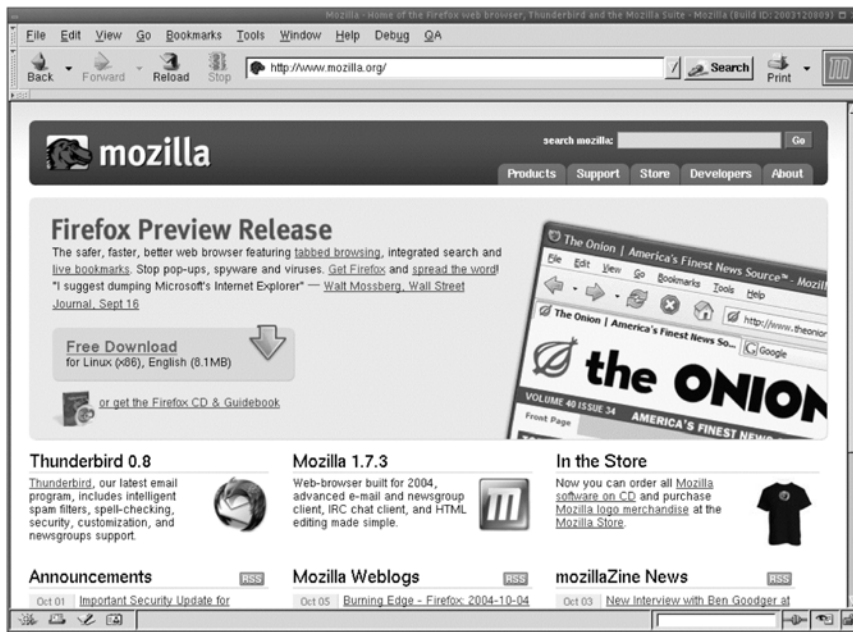 Mozilla - Home of the Firefox web browser, Thunderbird and the Mozilla Suite - Mozilla (Build ID: 2003120809)
File Edit View Go Bookmarks Tools Window Help Debug QA
Back Forward Reload Stop http://www.mozilla.org/ Search Print
mozilla
search mozilla: Go
Products Support Store Developers About
Firefox Preview Release
The safer, faster, better web browser featuring tabbed browsing, integrated search and
live bookmarks. Stop pop-ups, spyware and viruses. Get Firefox and spread the word!
"I suggest dumping Microsoft's Internet Explorer" — Walt Mossberg, Wall Street
Journal, Sept 16
Free Download
for Linux (x86), English (8.1MB)
or get the Firefox CD & Guidebook
The Onion | America's Finest News Source™ - Mozil
File Edit View Go Bookmarks Tools Help
http://www.theonion
The Onion | America's Finest News So... Google
the ONION
VOLUME 40 ISSUE 34 AMERICA'S FINEST NEWS
Front Page
Thunderbird 0.8
Thunderbird, our latest email
program, includes intelligent
spam filters, spell-checking,
security, customization, and
newsgroups support.
Mozilla 1.7.3
Web-browser built for 2004,
advanced e-mail and newsgroup
client, IRC chat client, and HTML
editing made simple.
In the Store
Now you can order all Mozilla
software on CD and purchase
Mozilla logo merchandise at the
Mozilla Store.
Announcements RSS
Oct 01 Important Security Update for
Mozilla Weblogs RSS
Oct 05 Burning Edge - Firefox: 2004-10-04
mozillaZine News RSS
Oct 03 New Interview with Ben Goodger at